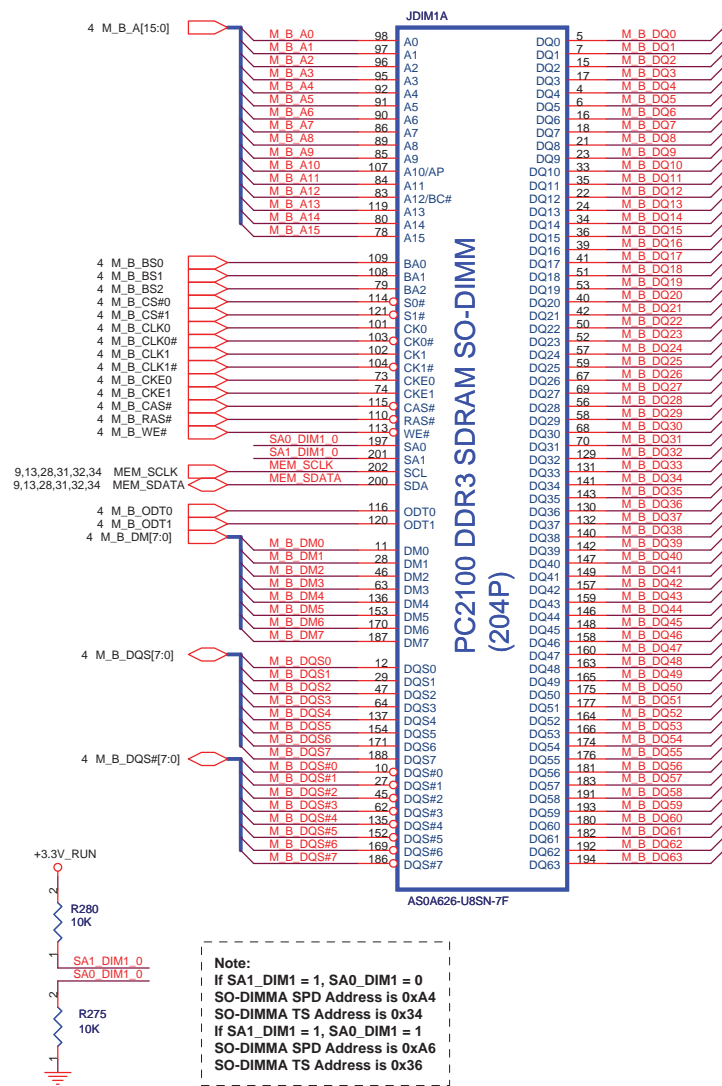 JDIM1A
4 M_B_A[15:0]
M_B_A0 98 A0
M_B_A1 97 A1
M_B_A2 96 A2
M_B_A3 95 A3
M_B_A4 92 A4
M_B_A5 91 A5
M_B_A6 90 A6
M_B_A7 86 A7
M_B_A8 89 A8
M_B_A9 85 A9
M_B_A10 107 A10/AP
M_B_A11 84 A11
M_B_A12 83 A12/BC#
M_B_A13 119 A13
M_B_A14 80 A14
M_B_A15 78 A15
4 M_B_BS0 109 BA0
4 M_B_BS1 108 BA1
4 M_B_BS2 79 BA2
4 M_B_CS#0 114 S0#
4 M_B_CS#1 121 S1#
4 M_B_CLK0 101 CK0
4 M_B_CLK0# 103 CK0#
4 M_B_CLK1 102 CK1
4 M_B_CLK1# 104 CK1#
4 M_B_CKE0 73 CKE0
4 M_B_CKE1 74 CKE1
4 M_B_CAS# 115 CAS#
4 M_B_RAS# 110 RAS#
4 M_B_WE# 113 WE#
SA0_DIM1_0 197 SA0
SA1_DIM1_0 201 SA1
9,13,28,31,32,34 MEM_SCLK MEM_SCLK 202 SCL
9,13,28,31,32,34 MEM_SDATA MEM_SDATA 200 SDA
4 M_B_ODT0 116 ODT0
4 M_B_ODT1 120 ODT1
4 M_B_DM[7:0]
M_B_DM0 11 DM0
M_B_DM1 28 DM1
M_B_DM2 46 DM2
M_B_DM3 63 DM3
M_B_DM4 136 DM4
M_B_DM5 153 DM5
M_B_DM6 170 DM6
M_B_DM7 187 DM7
4 M_B_DQS[7:0]
M_B_DQS0 12 DQS0
M_B_DQS1 29 DQS1
M_B_DQS2 47 DQS2
M_B_DQS3 64 DQS3
M_B_DQS4 137 DQS4
M_B_DQS5 154 DQS5
M_B_DQS6 171 DQS6
M_B_DQS7 188 DQS7
4 M_B_DQS#[7:0]
M_B_DQS#0 10 DQS#0
M_B_DQS#1 27 DQS#1
M_B_DQS#2 45 DQS#2
M_B_DQS#3 62 DQS#3
M_B_DQS#4 135 DQS#4
M_B_DQS#5 152 DQS#5
M_B_DQS#6 169 DQS#6
M_B_DQS#7 186 DQS#7
PC2100 DDR3 SDRAM SO-DIMM
(204P)
DQ0 5 M_B_DQ0
DQ1 7 M_B_DQ1
DQ2 15 M_B_DQ2
DQ3 17 M_B_DQ3
DQ4 4 M_B_DQ4
DQ5 6 M_B_DQ5
DQ6 16 M_B_DQ6
DQ7 18 M_B_DQ7
DQ8 21 M_B_DQ8
DQ9 23 M_B_DQ9
DQ10 33 M_B_DQ10
DQ11 35 M_B_DQ11
DQ12 22 M_B_DQ12
DQ13 24 M_B_DQ13
DQ14 34 M_B_DQ14
DQ15 36 M_B_DQ15
DQ16 39 M_B_DQ16
DQ17 41 M_B_DQ17
DQ18 51 M_B_DQ18
DQ19 53 M_B_DQ19
DQ20 40 M_B_DQ20
DQ21 42 M_B_DQ21
DQ22 50 M_B_DQ22
DQ23 52 M_B_DQ23
DQ24 57 M_B_DQ24
DQ25 59 M_B_DQ25
DQ26 67 M_B_DQ26
DQ27 69 M_B_DQ27
DQ28 56 M_B_DQ28
DQ29 58 M_B_DQ29
DQ30 68 M_B_DQ30
DQ31 70 M_B_DQ31
DQ32 129 M_B_DQ32
DQ33 131 M_B_DQ33
DQ34 141 M_B_DQ34
DQ35 143 M_B_DQ35
DQ36 130 M_B_DQ36
DQ37 132 M_B_DQ37
DQ38 140 M_B_DQ38
DQ39 142 M_B_DQ39
DQ40 147 M_B_DQ40
DQ41 149 M_B_DQ41
DQ42 157 M_B_DQ42
DQ43 159 M_B_DQ43
DQ44 146 M_B_DQ44
DQ45 148 M_B_DQ45
DQ46 158 M_B_DQ46
DQ47 160 M_B_DQ47
DQ48 163 M_B_DQ48
DQ49 165 M_B_DQ49
DQ50 175 M_B_DQ50
DQ51 177 M_B_DQ51
DQ52 164 M_B_DQ52
DQ53 166 M_B_DQ53
DQ54 174 M_B_DQ54
DQ55 176 M_B_DQ55
DQ56 181 M_B_DQ56
DQ57 183 M_B_DQ57
DQ58 191 M_B_DQ58
DQ59 193 M_B_DQ59
DQ60 180 M_B_DQ60
DQ61 182 M_B_DQ61
DQ62 192 M_B_DQ62
DQ63 194 M_B_DQ63
AS0A626-U8SN-7F
+3.3V_RUN
2
R280
10K
1
SA1_DIM1_0
SA0_DIM1_0
2
R275
10K
1
Note:
If SA1_DIM1 = 1, SA0_DIM1 = 0
SO-DIMMA SPD Address is 0xA4
SO-DIMMA TS Address is 0x34
If SA1_DIM1 = 1, SA0_DIM1 = 1
SO-DIMMA SPD Address is 0xA6
SO-DIMMA TS Address is 0x36